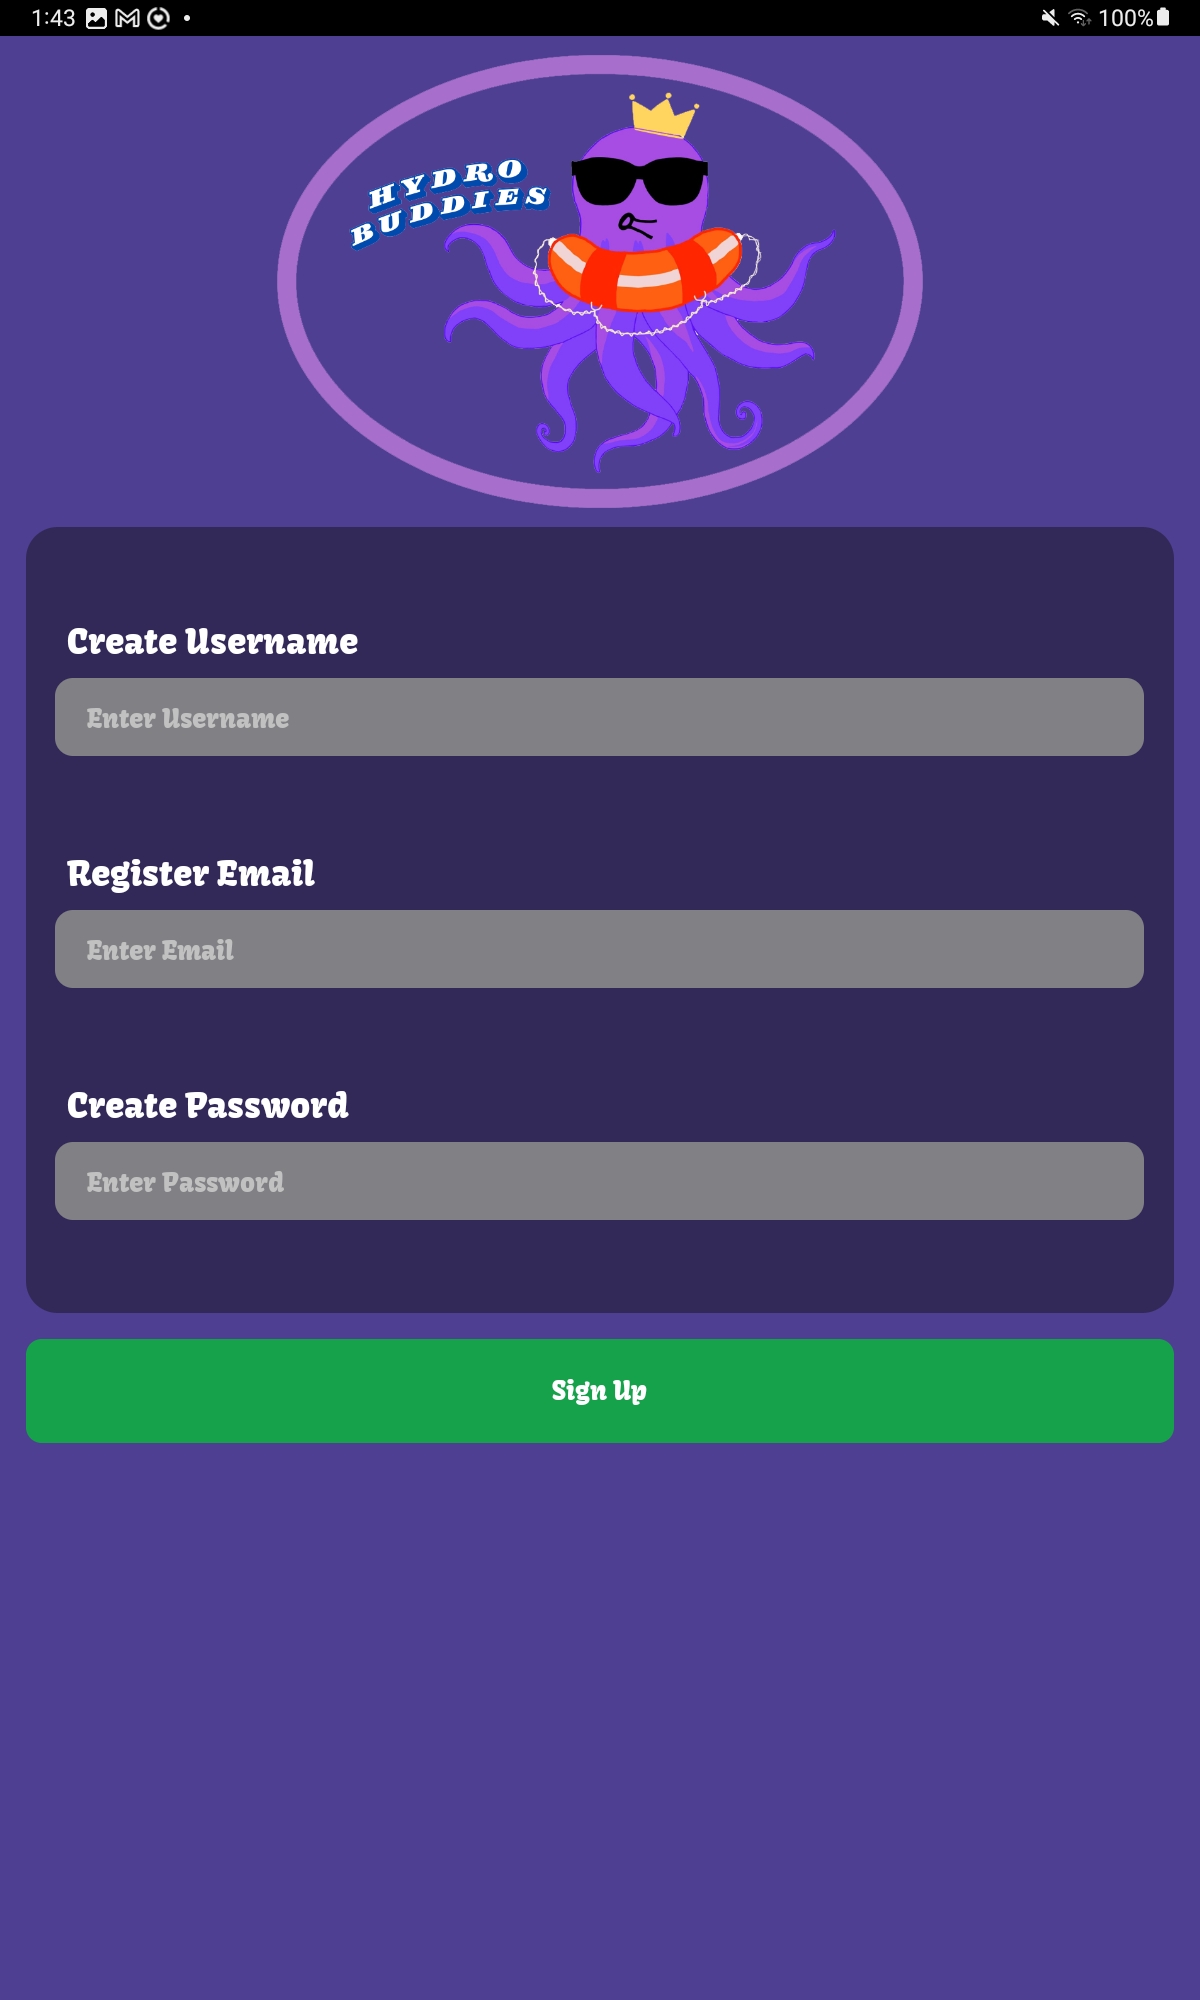 1:43
100%
HYDRO
BUDDIES
Create Username
Enter Username
Register Email
Enter Email
Create Password
Enter Password
Sign Up